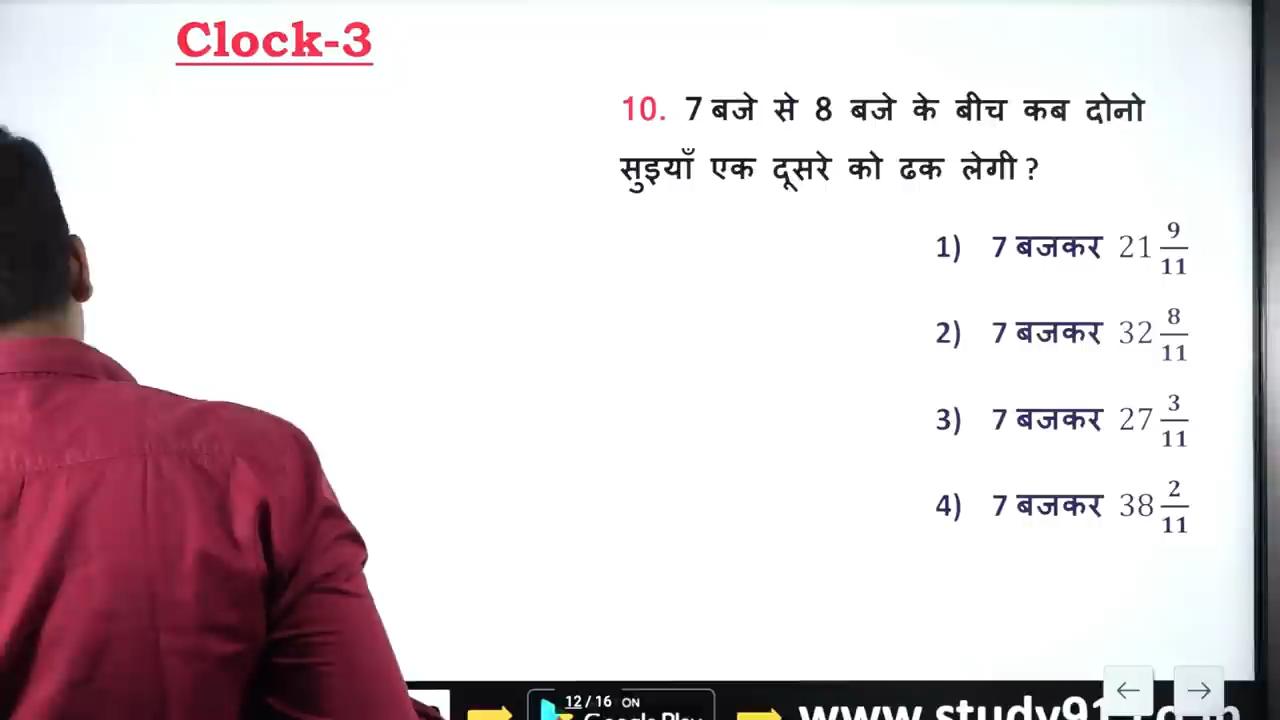 Clock-3
10. 7 बजे से 8 बजे के बीच कब दोनो
सुइयाँ एक दूसरे को ढक लेगी ?
1) 7 बजकर 21 9/11
2) 7 बजकर 32 8/11
3) 7 बजकर 27 3/11
4) 7 बजकर 38 2/11
12 / 16 ON
Google Play